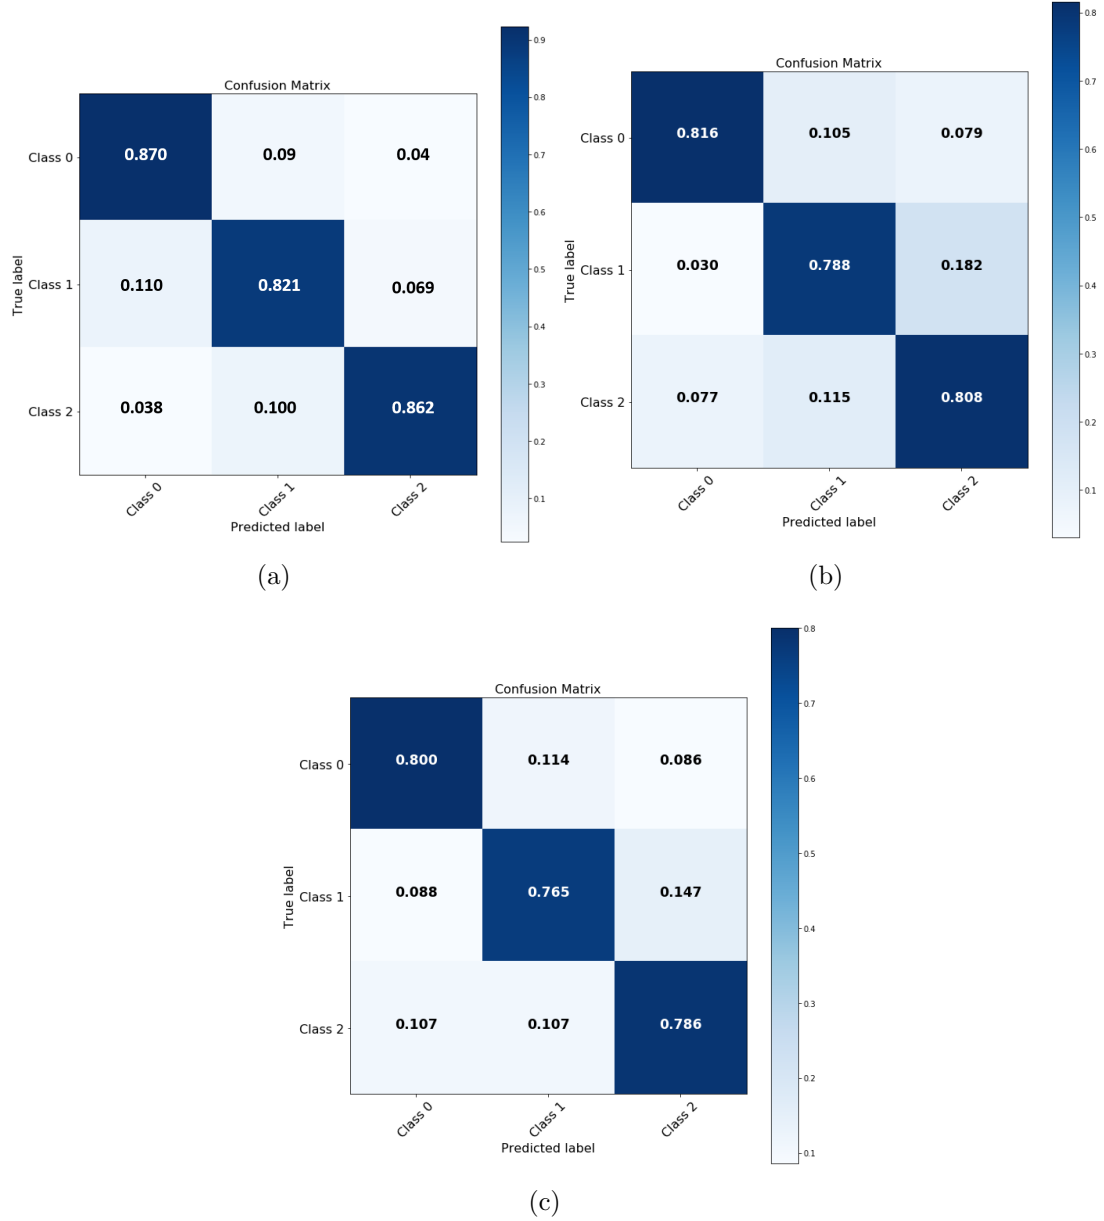 Confusion Matrix
Class 0 0.870 0.09 0.04
Class 1 0.110 0.821 0.069
Class 2 0.038 0.100 0.862
True label
Class 0 Class 1 Class 2
Predicted label
0.9
0.8
0.7
0.6
0.5
0.4
0.3
0.2
0.1
(a)
Confusion Matrix
Class 0 0.816 0.105 0.079
Class 1 0.030 0.788 0.182
Class 2 0.077 0.115 0.808
True label
Class 0 Class 1 Class 2
Predicted label
0.8
0.7
0.6
0.5
0.4
0.3
0.2
0.1
(b)
Confusion Matrix
Class 0 0.800 0.114 0.086
Class 1 0.088 0.765 0.147
Class 2 0.107 0.107 0.786
True label
Class 0 Class 1 Class 2
Predicted label
0.8
0.7
0.6
0.5
0.4
0.3
0.2
0.1
(c)